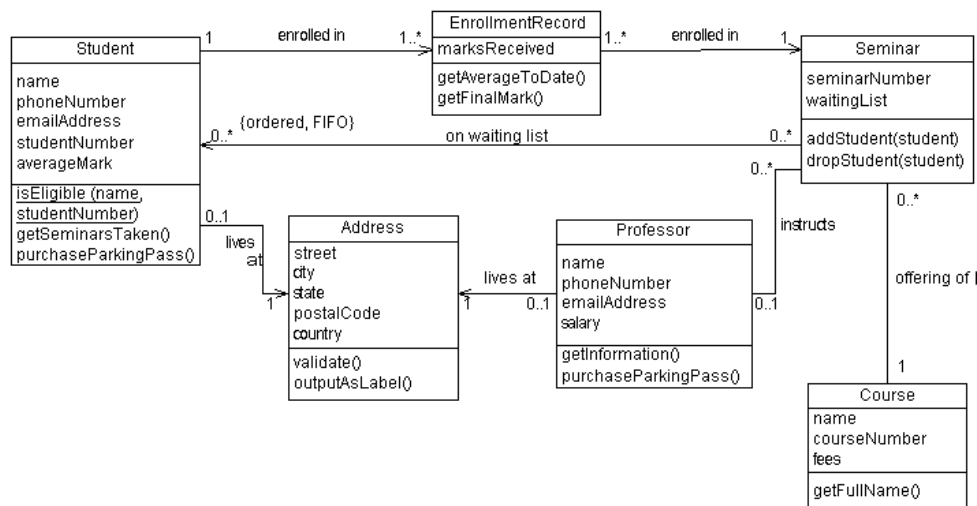 Student
name
phoneNumber
emailAddress
studentNumber
averageMark
isEligible (name,
studentNumber)
getSeminarsTaken()
purchaseParkingPass()
1
enrolled in
1..*
EnrollmentRecord
marksReceived
getAverageToDate()
getFinalMark()
1..*
enrolled in
1
Seminar
seminarNumber
waitingList
addStudent(student)
dropStudent(student)
{ordered, FIFO}
0..*
on waiting list
0..*
0..1
lives
at
1
Address
street
city
state
postalCode
country
validate()
outputAsLabel()
1
lives at
0..1
Professor
name
phoneNumber
emailAddress
salary
getInformation()
purchaseParkingPass()
0..*
instructs
0..1
0..*
offering of
1
Course
name
courseNumber
fees
getFullName()